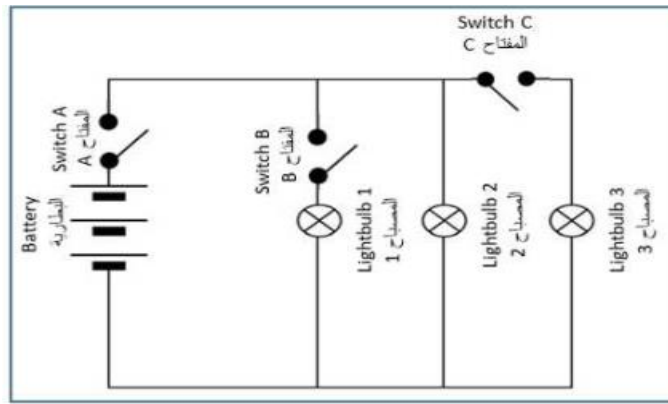 Switch C
المفتاح C
Switch A
المفتاح A
Switch B
المفتاح B
Battery
البطارية
Lightbulb 1
المصباح 1
Lightbulb 2
المصباح 2
Lightbulb 3
المصباح 3